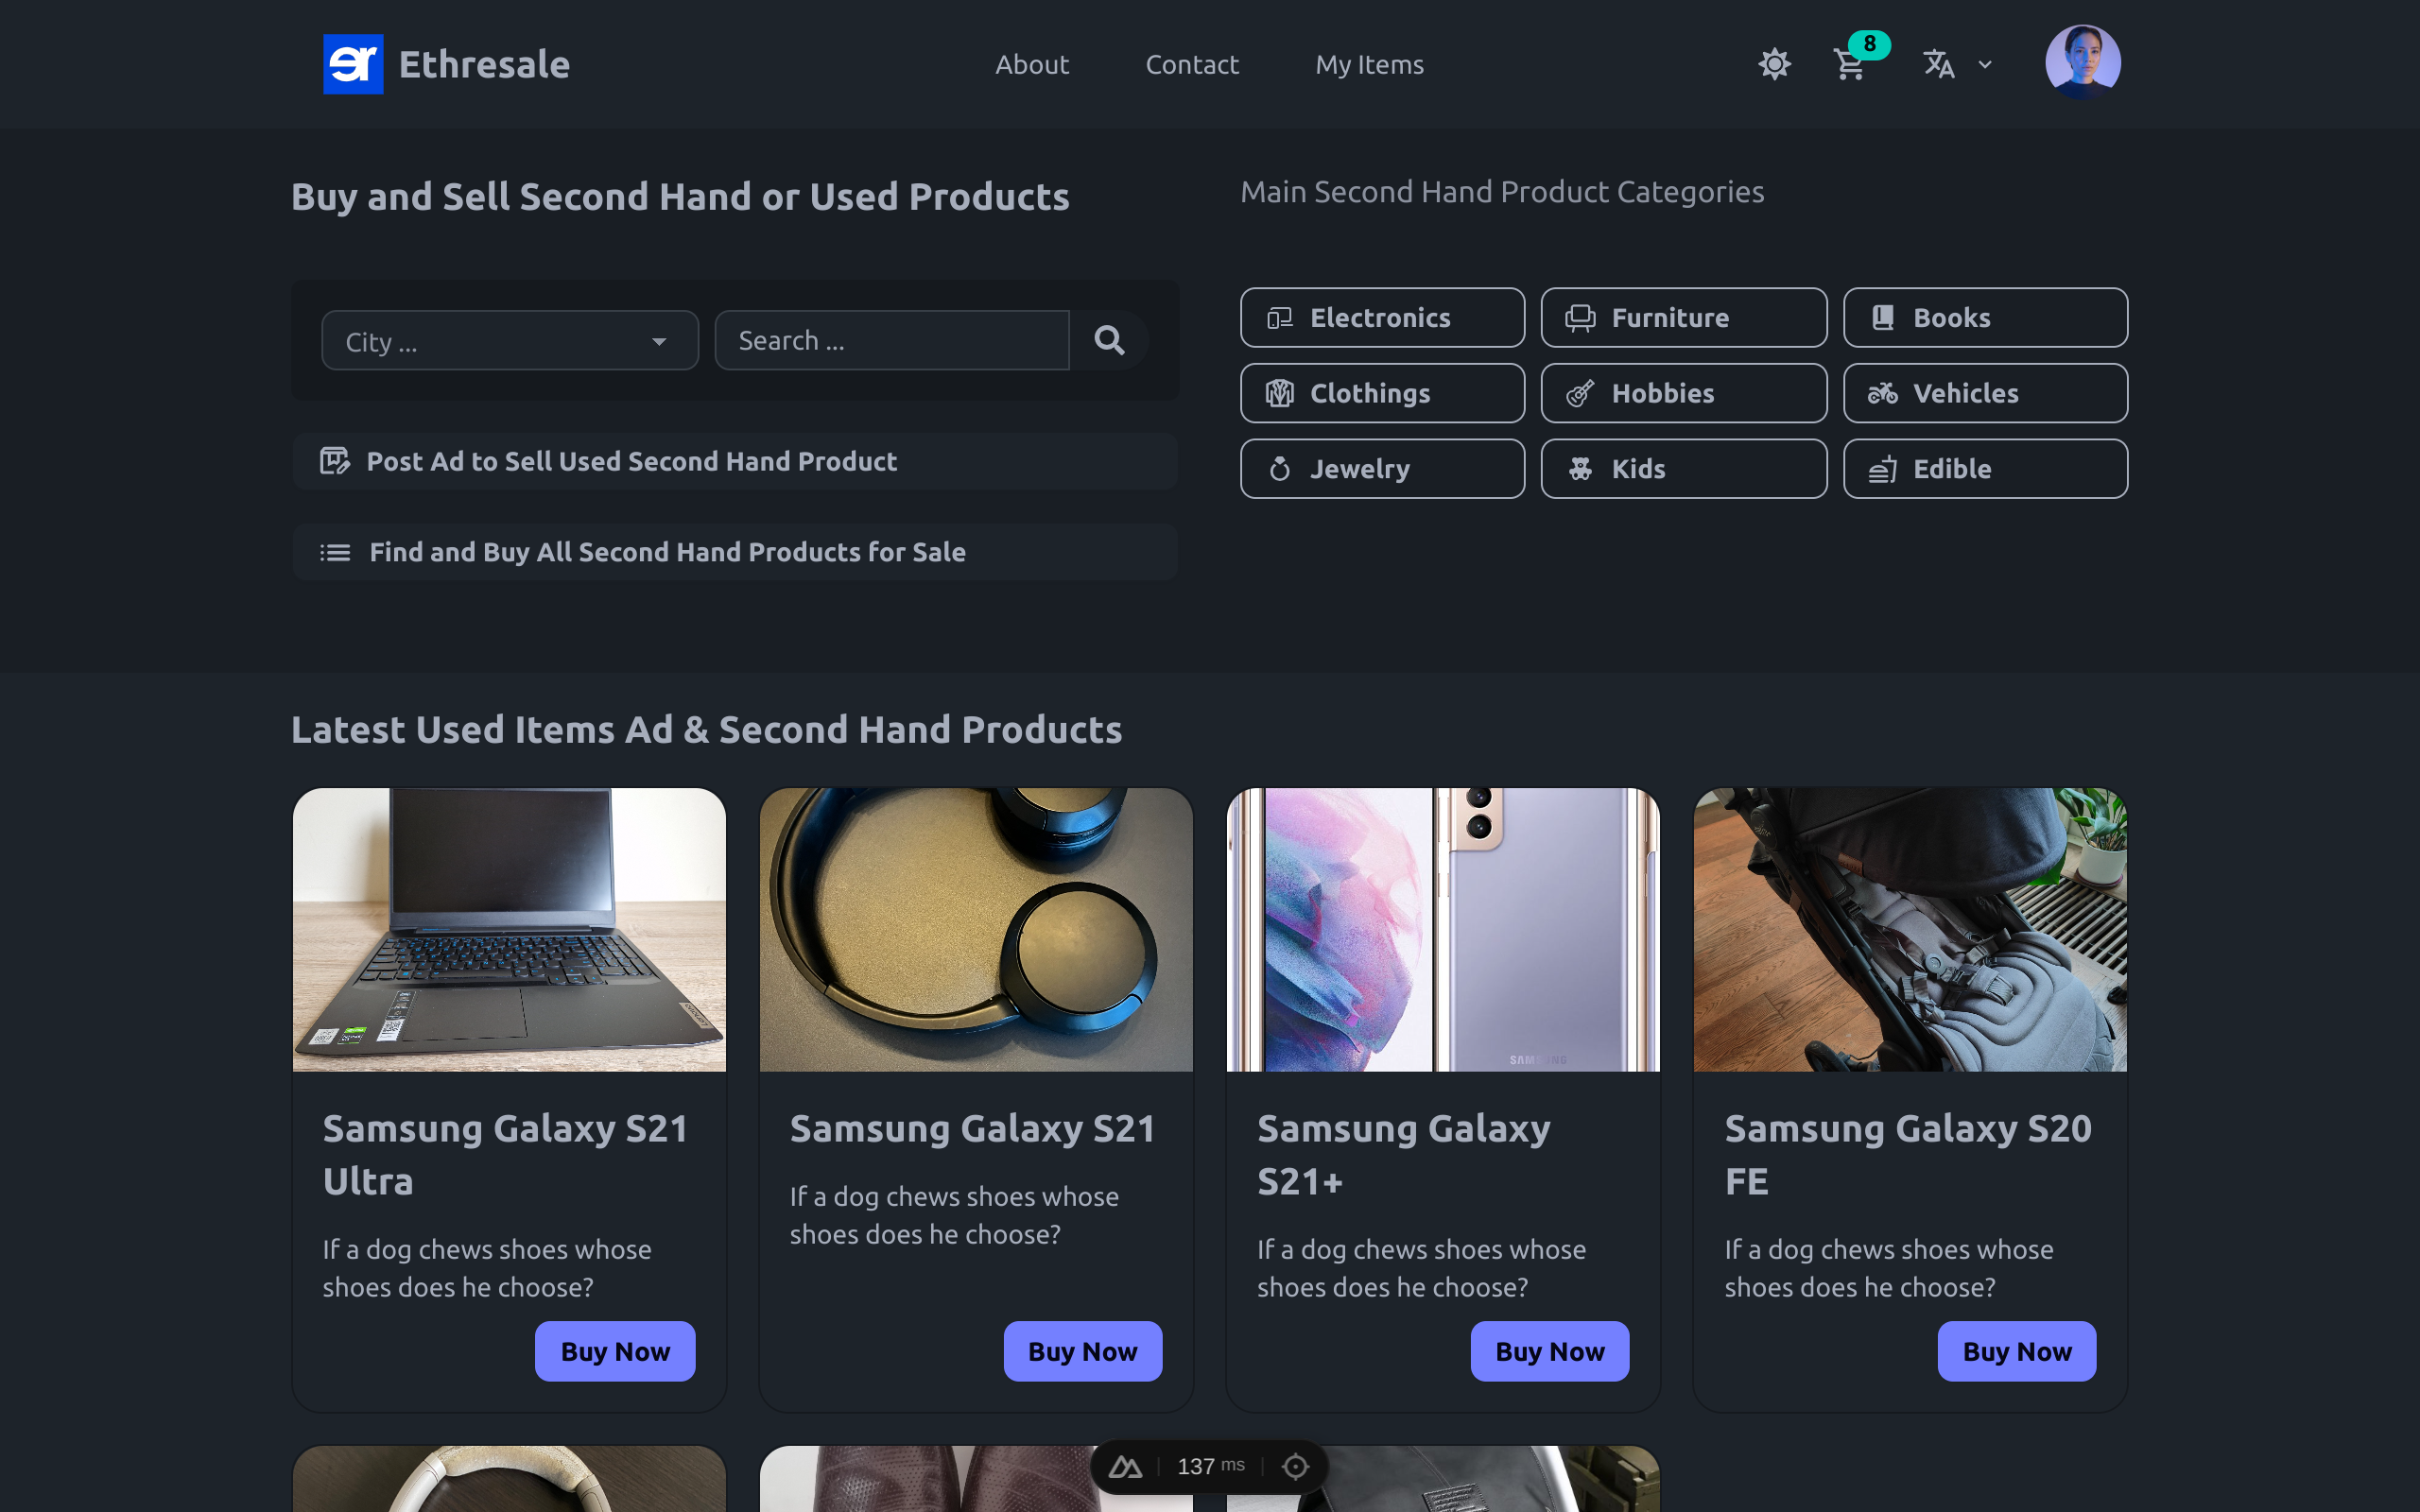 er Ethresale
About Contact My Items
8
Buy and Sell Second Hand or Used Products
Main Second Hand Product Categories
City ...
Search ...
Post Ad to Sell Used Second Hand Product
Find and Buy All Second Hand Products for Sale
Electronics Furniture Books
Clothings Hobbies Vehicles
Jewelry Kids Edible
Latest Used Items Ad & Second Hand Products
SAMSUNG
Samsung Galaxy S21
Ultra
If a dog chews shoes whose
shoes does he choose?
Buy Now
Samsung Galaxy S21
If a dog chews shoes whose
shoes does he choose?
Buy Now
Samsung Galaxy
S21+
If a dog chews shoes whose
shoes does he choose?
Buy Now
Samsung Galaxy S20
FE
If a dog chews shoes whose
shoes does he choose?
Buy Now
137 ms